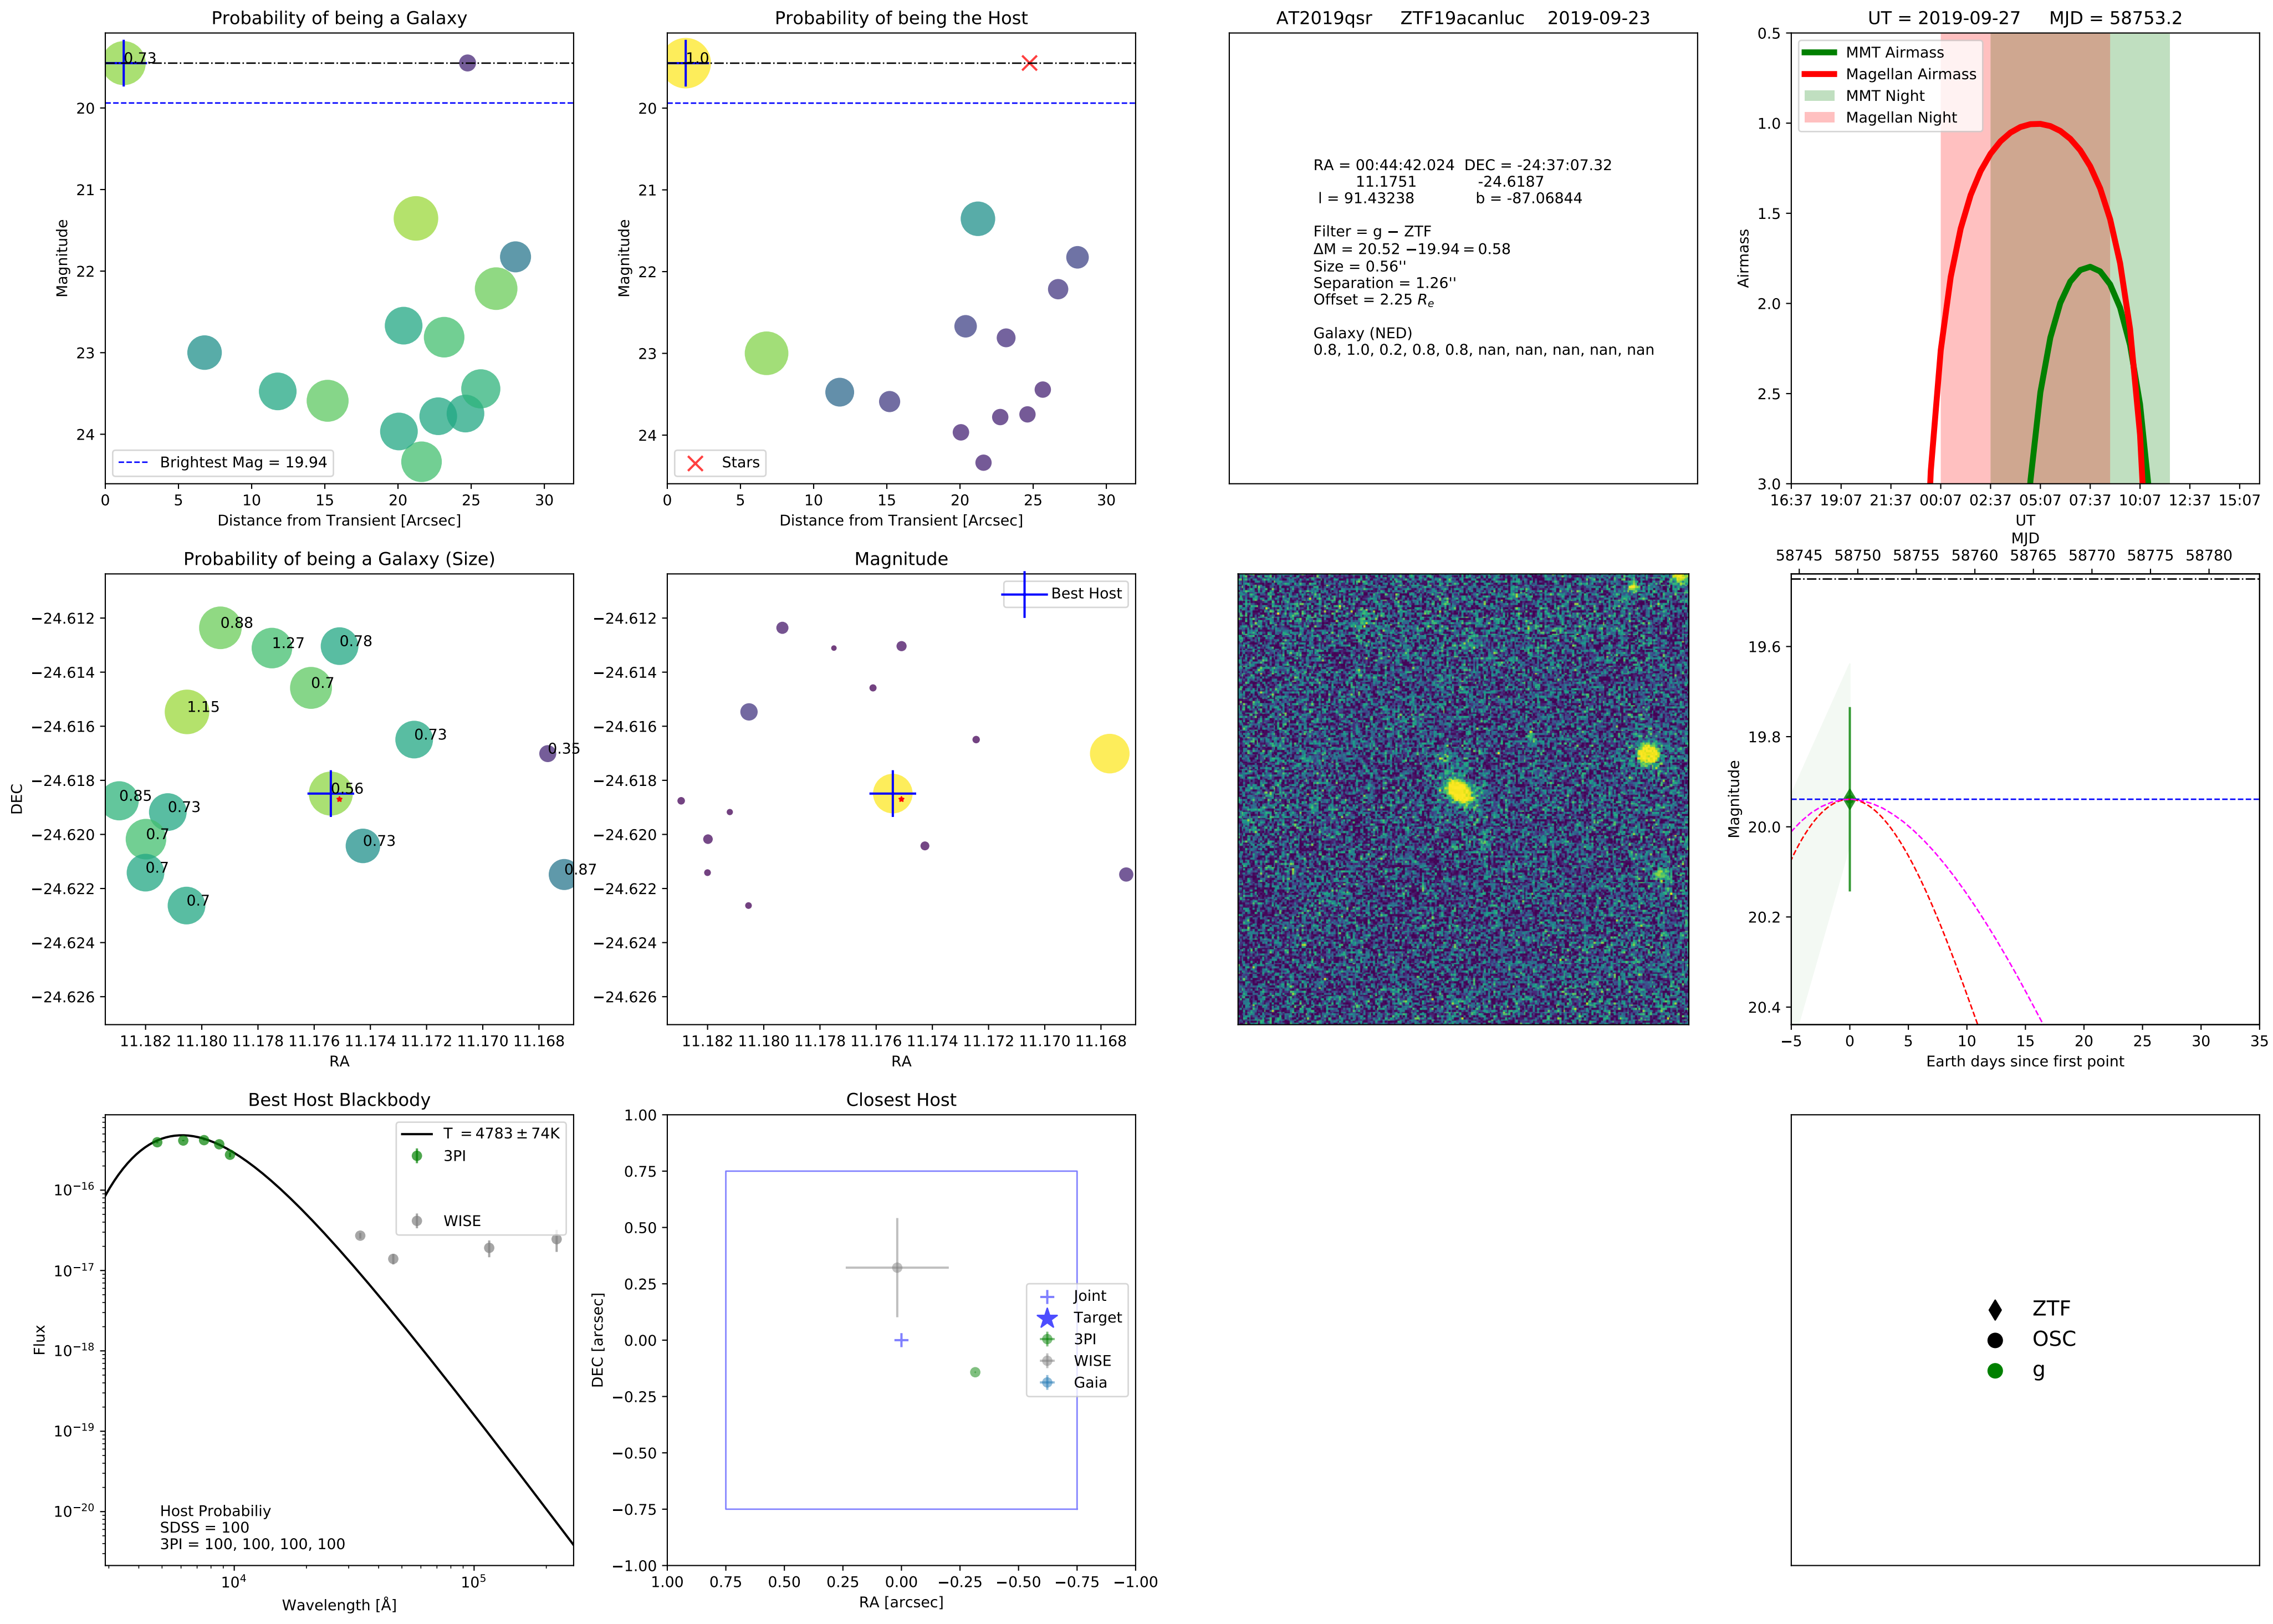 Probability of being a Galaxy
0.73
20
21
22
23
24
Magnitude
Brightest Mag = 19.94
0 5 10 15 20 25 30
Distance from Transient [Arcsec]
Probability of being the Host
1.0
20
21
22
23
24
Magnitude
Stars
0 5 10 15 20 25 30
Distance from Transient [Arcsec]
AT2019qsr ZTF19acanluc 2019-09-23
RA = 00:44:42.024 DEC = -24:37:07.32
11.1751 -24.6187
l = 91.43238 b = -87.06844
Filter = g − ZTF
ΔM = 20.52 −19.94 = 0.58
Size = 0.56''
Separation = 1.26''
Offset = 2.25 Re
Galaxy (NED)
0.8, 1.0, 0.2, 0.8, 0.8, nan, nan, nan, nan, nan
UT = 2019-09-27 MJD = 58753.2
MMT Airmass
Magellan Airmass
MMT Night
Magellan Night
0.5
1.0
1.5
2.0
2.5
3.0
Airmass
16:37 19:07 21:37 00:07 02:37 05:07 07:37 10:07 12:37 15:07
UT
Probability of being a Galaxy (Size)
−24.612
−24.614
−24.616
−24.618
−24.620
−24.622
−24.624
−24.626
DEC
0.88
1.27
0.78
0.7
1.15
0.73
0.35
0.56
0.85
0.73
0.7
0.73
0.7
0.87
0.7
11.182 11.180 11.178 11.176 11.174 11.172 11.170 11.168
RA
Magnitude
Best Host
−24.612
−24.614
−24.616
−24.618
−24.620
−24.622
−24.624
−24.626
11.182 11.180 11.178 11.176 11.174 11.172 11.170 11.168
RA
MJD
58745 58750 58755 58760 58765 58770 58775 58780
19.6
19.8
20.0
20.2
20.4
Magnitude
−5 0 5 10 15 20 25 30 35
Earth days since first point
Best Host Blackbody
T = 4783 ± 74K
3PI
WISE
10−16
10−17
10−18
10−19
10−20
Flux
Host Probabiliy
SDSS = 100
3PI = 100, 100, 100, 100
104 105
Wavelength [Å]
Closest Host
1.00
0.75
0.50
0.25
0.00
−0.25
−0.50
−0.75
−1.00
DEC [arcsec]
Joint
Target
3PI
WISE
Gaia
1.00 0.75 0.50 0.25 0.00 −0.25 −0.50 −0.75 −1.00
RA [arcsec]
ZTF
OSC
g